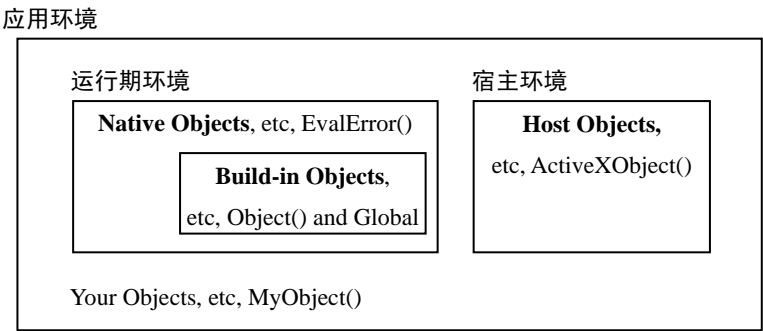 应用环境
运行期环境
Native Objects, etc, EvalError()
Build-in Objects,
etc, Object() and Global
宿主环境
Host Objects,
etc, ActiveXObject()
Your Objects, etc, MyObject()